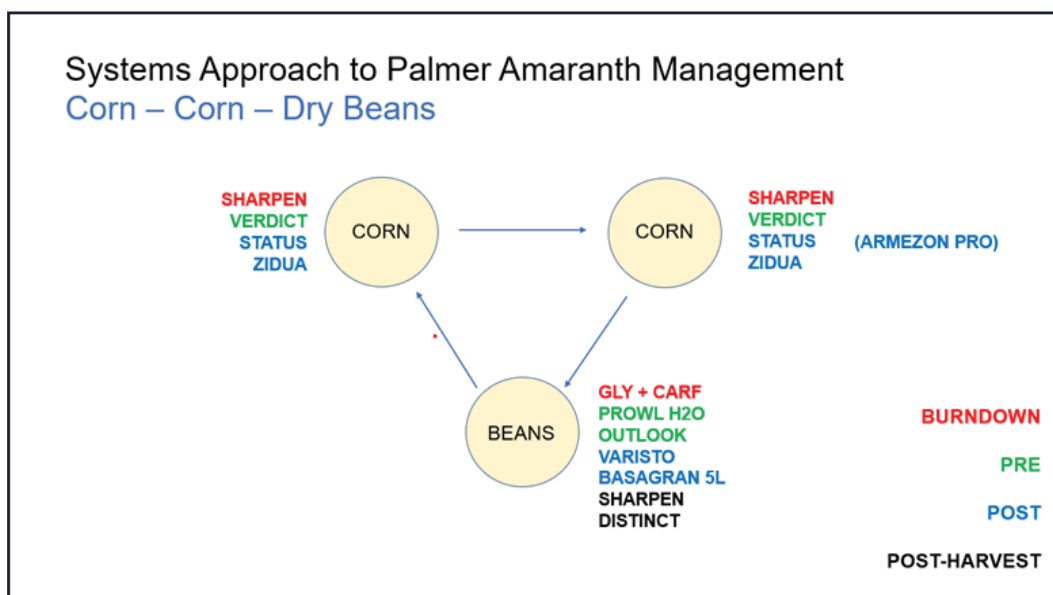 Systems Approach to Palmer Amaranth Management
Corn – Corn – Dry Beans
SHARPEN
VERDICT
STATUS
ZIDUA
CORN
CORN
SHARPEN
VERDICT
STATUS
ZIDUA
(ARMEZON PRO)
BEANS
GLY + CARF
PROWL H2O
OUTLOOK
VARISTO
BASAGRAN 5L
SHARPEN
DISTINCT
BURNDOWN
PRE
POST
POST-HARVEST